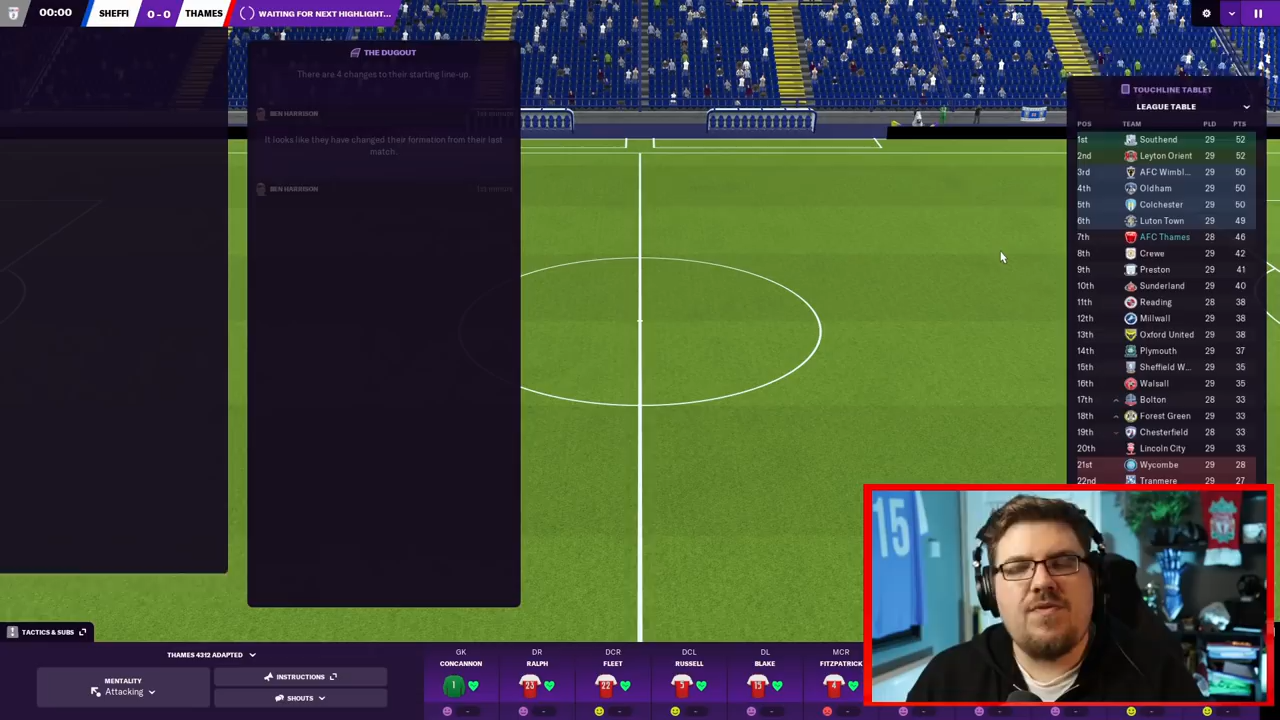 00:00 SHEFFI 0 - 0 THAMES WAITING FOR NEXT HIGHLIGHT...
THE DUGOUT
There are 4 changes to their starting line-up.
BEN HARRISON
It looks like they have changed their formation from their last
match.
BEN HARRISON
TOUCHLINE TABLET
LEAGUE TABLE
POS TEAM PLD PTS
1st Southend 29 52
2nd Leyton Orient 29 52
3rd AFC Wimbl... 29 50
4th Oldham 29 50
5th Colchester 29 50
6th Luton Town 29 49
7th AFC Thames 28 46
8th Crewe 29 42
9th Preston 29 41
10th Sunderland 29 40
11th Reading 28 38
12th Millwall 29 38
13th Oxford United 29 38
14th Plymouth 29 37
15th Sheffield W... 29 35
16th Walsall 29 35
17th Bolton 28 33
18th Forest Green 29 33
19th Chesterfield 28 33
20th Lincoln City 29 33
21st Wycombe 29 28
22nd Tranmere 29 27
15
TACTICS & SUBS
THAMES 4312 ADAPTED
MENTALITY
Attacking
INSTRUCTIONS
SHOUTS
GK DR DCR DCL DL MCR
CONCANNON RALPH FLEET RUSSELL BLAKE FITZPATRICK
1 23 22 5 15 4